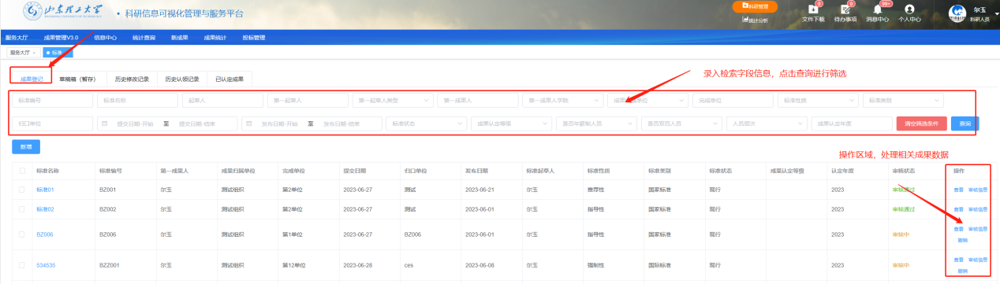 山东理工大学 • 科研信息可视化管理与服务平台
科研管理
统计分析
0 0 99+
文件下载 待办事项 消息中心 个人中心
尔玉
科研人员
服务大厅 成果管理V3.0 信息中心 统计查询 新成果 成果统计 投标管理
服务大厅 × 标准
成果登记 草稿箱（暂存） 历史修改记录 历史认领记录 已认定成果
录入检索字段信息，点击查询进行筛选
标准编号 标准名称 起草人 第一起草人 第一起草人类型 第一成果人 第一成果人学院 完成单位 标准性质 标准类别
归口单位 提交日期-开始 至 提交日期-结束 发布日期-开始 至 发布日期-结束 标准状态 成果认定等级 是否年薪制人员 是否双百人员 人员层次 成果认定年度 清空筛选条件 查询
新增
操作区域，处理相关成果数据
标准名称 标准编号 第一成果人 成果归属单位 完成单位 提交日期 归口单位 发布日期 标准起草人 标准性质 标准类别 标准状态 成果认定等级 认定年度 审核状态 操作
标准01 BZ001 尔玉 测试组织 第2单位 2023-06-27 测试 2023-06-21 尔玉 推荐性 国家标准 现行 2023 审核通过 查看 审核信息
标准02 BZ002 尔玉 测试组织 第2单位 2023-06-27 测试 2023-06-01 尔玉 指导性 国家标准 现行 2023 审核通过 查看 审核信息
BZ006 BZ006 尔玉 测试组织 第1单位 2023-06-27 BZ006 2023-06-01 尔玉 指导性 国家标准 现行 2023 审核中 查看 审核信息
撤销
534535 BZZ001 尔玉 测试组织 第12单位 2023-06-28 ces 2023-06-08 尔玉 强制性 国际标准 现行 2023 审核中 查看 审核信息
撤销